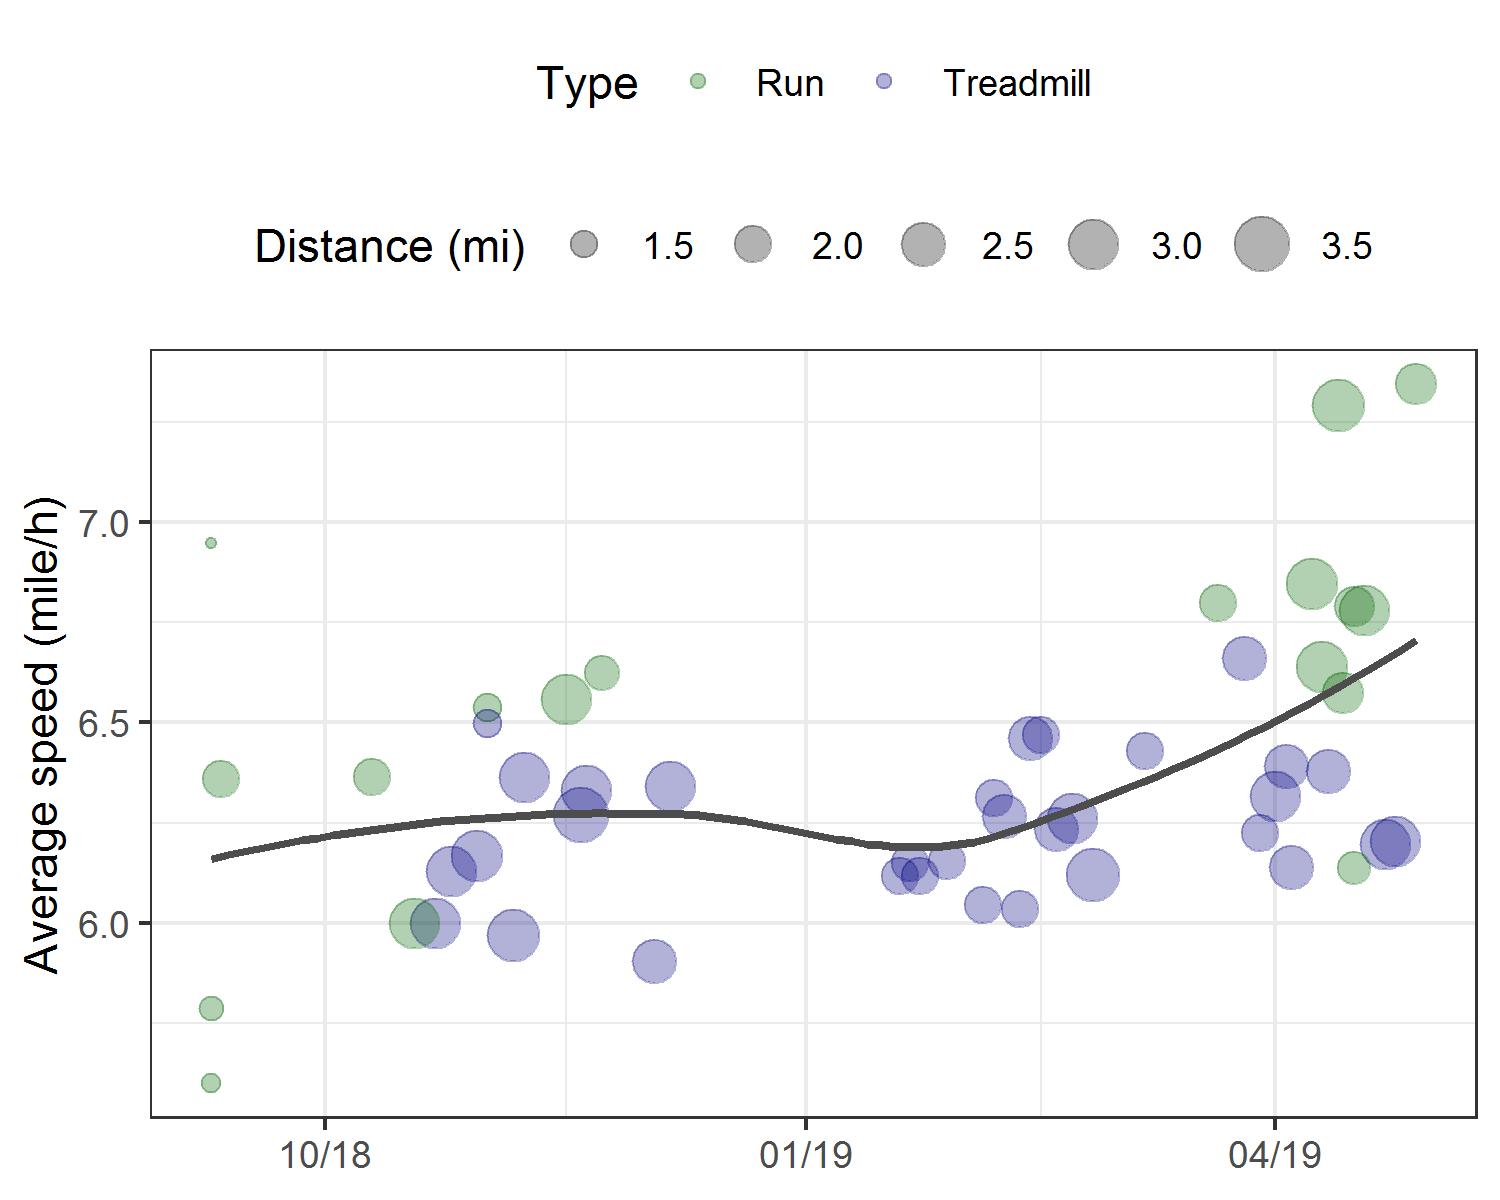 Type Run Treadmill
Distance (mi) 1.5 2.0 2.5 3.0 3.5
Average speed (mile/h)
7.0
6.5
6.0
10/18 01/19 04/19